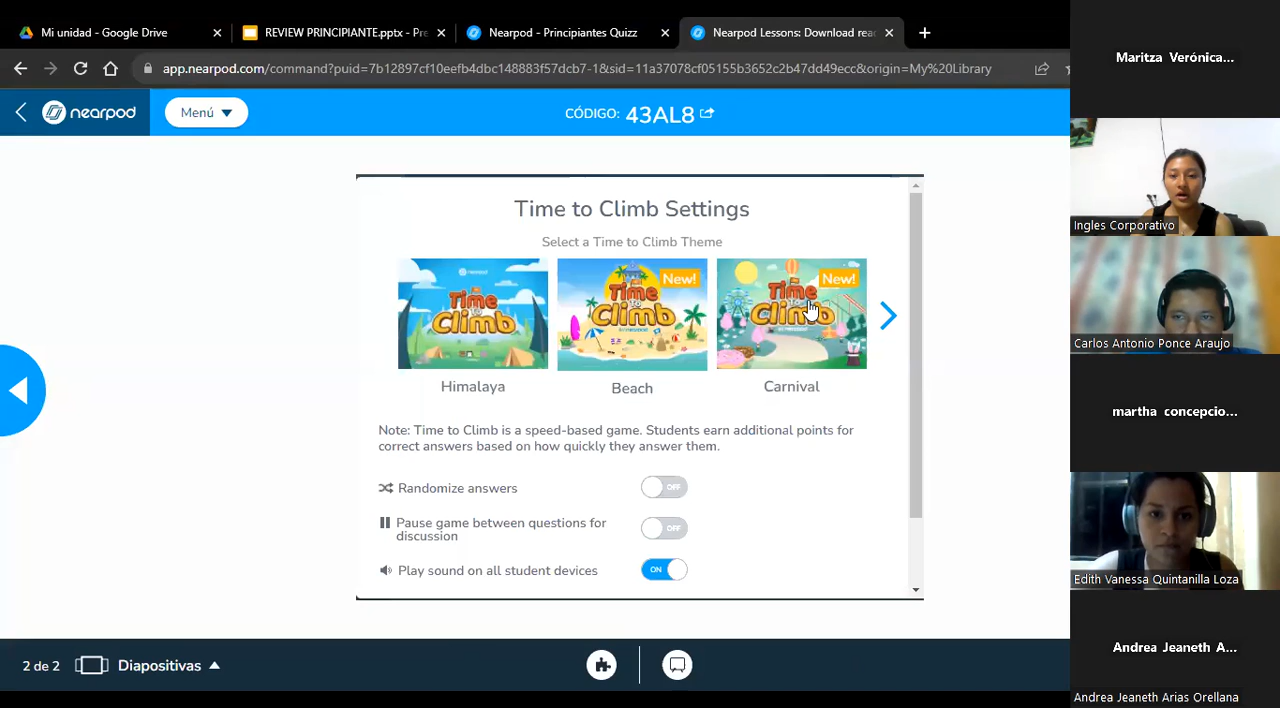 Mi unidad - Google Drive
REVIEW PRINCIPIANTE.pptx - Pre
Nearpod - Principiantes Quizz
Nearpod Lessons: Download rea
app.nearpod.com/command?puid=7b12897cf10eefb4dbc148883f57dcb7-1&sid=11a37078cf05155b3652c2b47dd49ecc&origin=My%20Library
nearpod
Menú
CÓDIGO: 43AL8
Time to Climb Settings
Select a Time to Climb Theme
nearpod
Time to Climb
New!
Time to Climb
BY NEARPOD
New!
Time to Climb
BY NEARPOD
Himalaya
Beach
Carnival
Note: Time to Climb is a speed-based game. Students earn additional points for
correct answers based on how quickly they answer them.
Randomize answers
OFF
Pause game between questions for
discussion
OFF
Play sound on all student devices
ON
2 de 2
Diapositivas
Maritza Verónica...
Ingles Corporativo
Carlos Antonio Ponce Araujo
martha concepcio...
Edith Vanessa Quintanilla Loza
Andrea Jeaneth A...
Andrea Jeaneth Arias Orellana